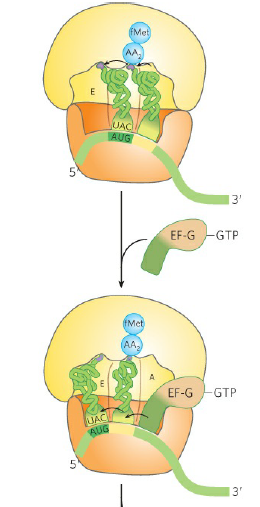 fMet
AA2
E
UAC
AUG
5'
3'
EF-G
GTP
fMet
AA2
E
A
EF-G
GTP
UAC
AUG
5'
3'